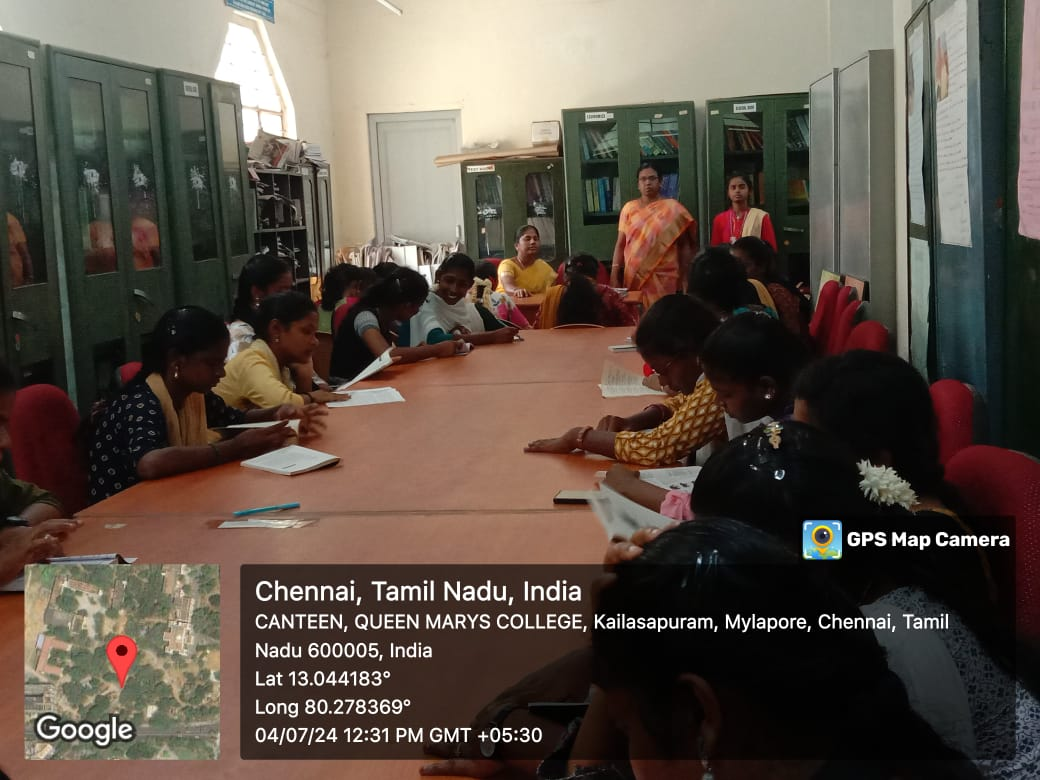 ECONOMICS
GPS Map Camera
Chennai, Tamil Nadu, India
CANTEEN, QUEEN MARYS COLLEGE, Kailasapuram, Mylapore, Chennai, Tamil
Nadu 600005, India
Lat 13.044183°
Long 80.278369°
04/07/24 12:31 PM GMT +05:30
Google